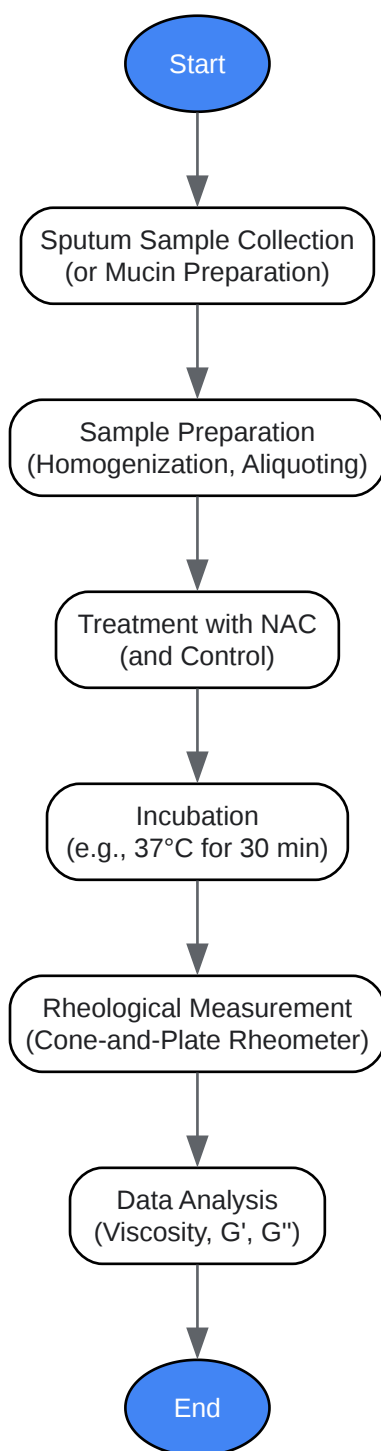 Start
Sputum Sample Collection
(or Mucin Preparation)
Sample Preparation
(Homogenization, Aliquoting)
Treatment with NAC
(and Control)
Incubation
(e.g., 37°C for 30 min)
Rheological Measurement
(Cone-and-Plate Rheometer)
Data Analysis
(Viscosity, G', G'')
End